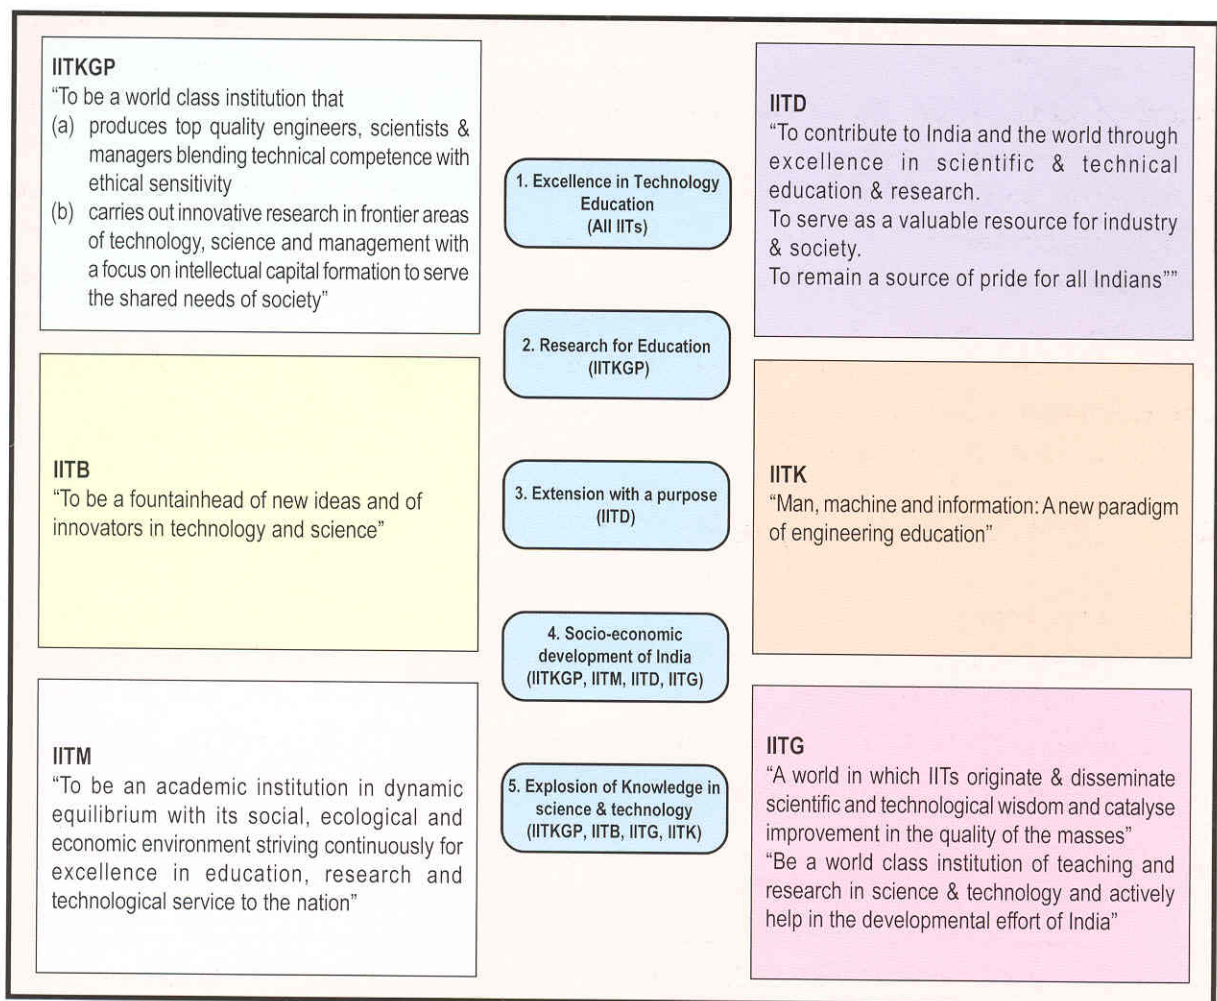 IITKGP
“To be a world class institution that
(a) produces top quality engineers, scientists &
managers blending technical competence with
ethical sensitivity
(b) carries out innovative research in frontier areas
of technology, science and management with
a focus on intellectual capital formation to serve
the shared needs of society”
IITB
“To be a fountainhead of new ideas and of
innovators in technology and science”
IITM
“To be an academic institution in dynamic
equilibrium with its social, ecological and
economic environment striving continuously for
excellence in education, research and
technological service to the nation”
1. Excellence in Technology
Education
(All IITs)
2. Research for Education
(IITKGP)
3. Extension with a purpose
(IITD)
4. Socio-economic
development of India
(IITKGP, IITM, IITD, IITG)
5. Explosion of Knowledge in
science & technology
(IITKGP, IITB, IITG, IITK)
IITD
“To contribute to India and the world through
excellence in scientific & technical
education & research.
To serve as a valuable resource for industry
& society.
To remain a source of pride for all Indians””
IITK
“Man, machine and information: A new paradigm
of engineering education”
IITG
“A world in which IITs originate & disseminate
scientific and technological wisdom and catalyse
improvement in the quality of the masses”
“Be a world class institution of teaching and
research in science & technology and actively
help in the developmental effort of India”